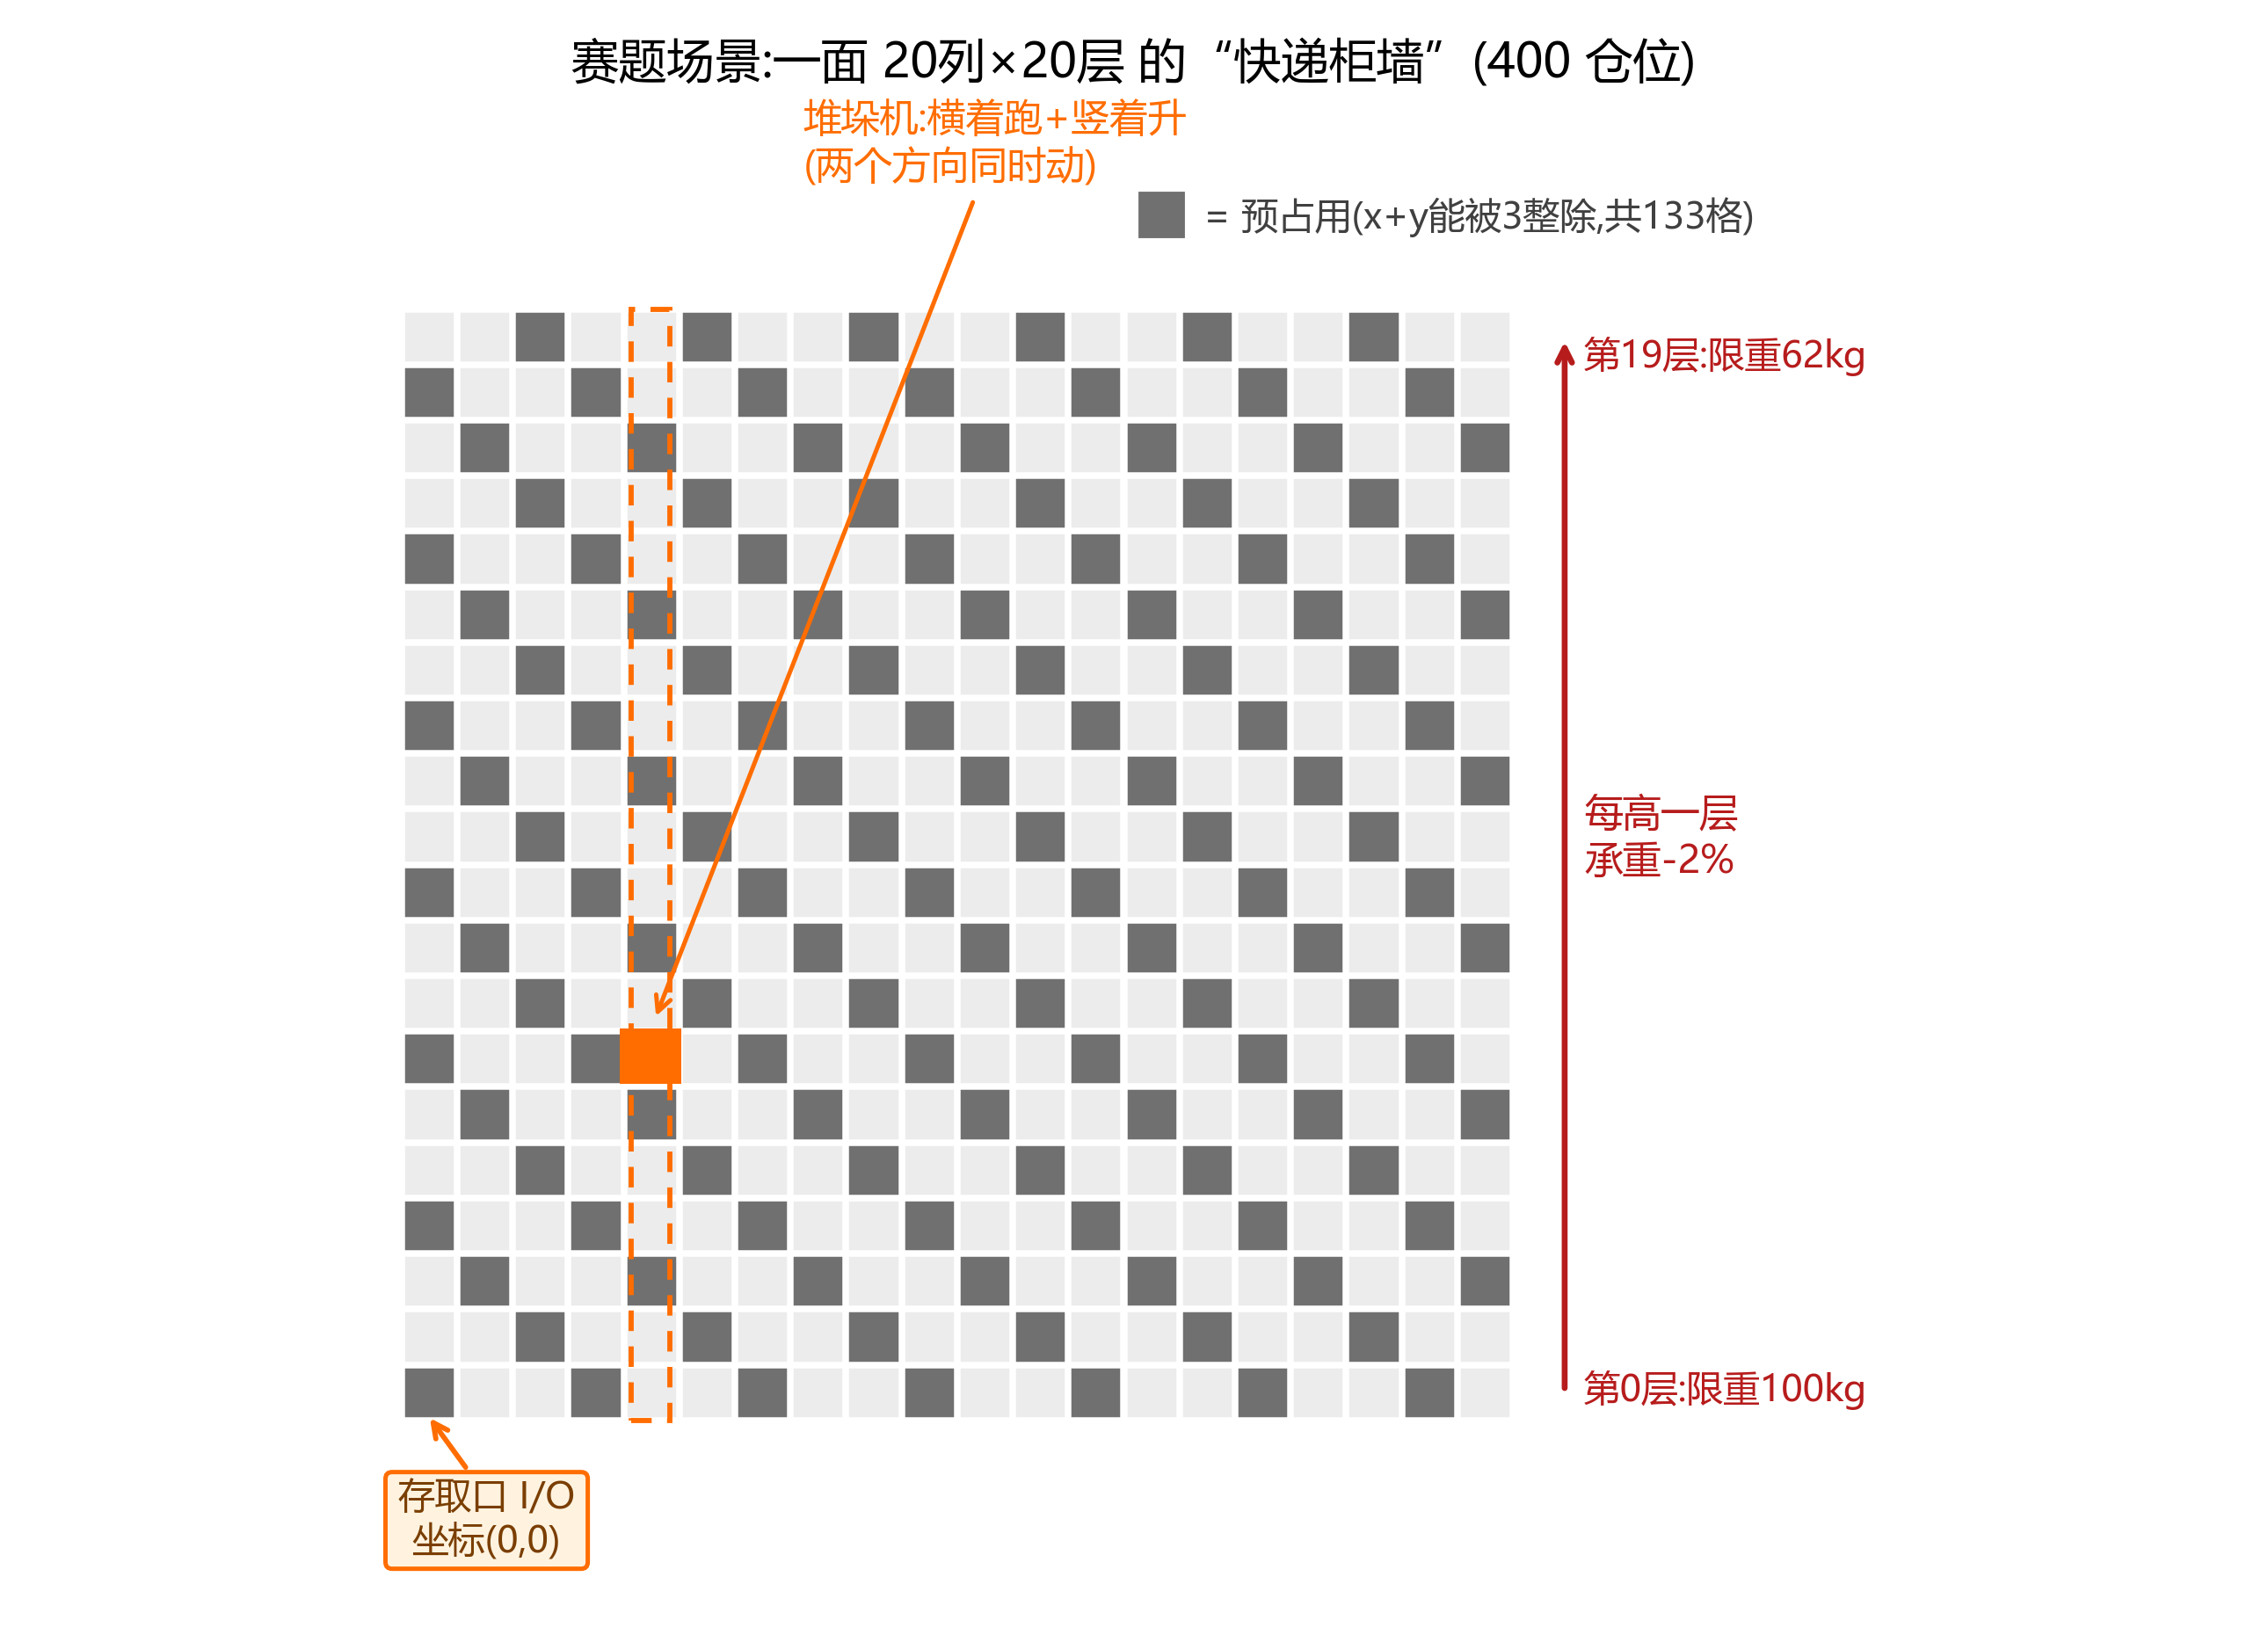 赛题场景:一面 20列×20层 的“快递柜墙”(400 仓位)
堆垛机:横着跑+竖着升
(两个方向同时动)
= 预占用(x+y能被3整除,共133格)
第19层:限重62kg
每高一层
承重-2%
第0层:限重100kg
存取口 I/O
坐标(0,0)